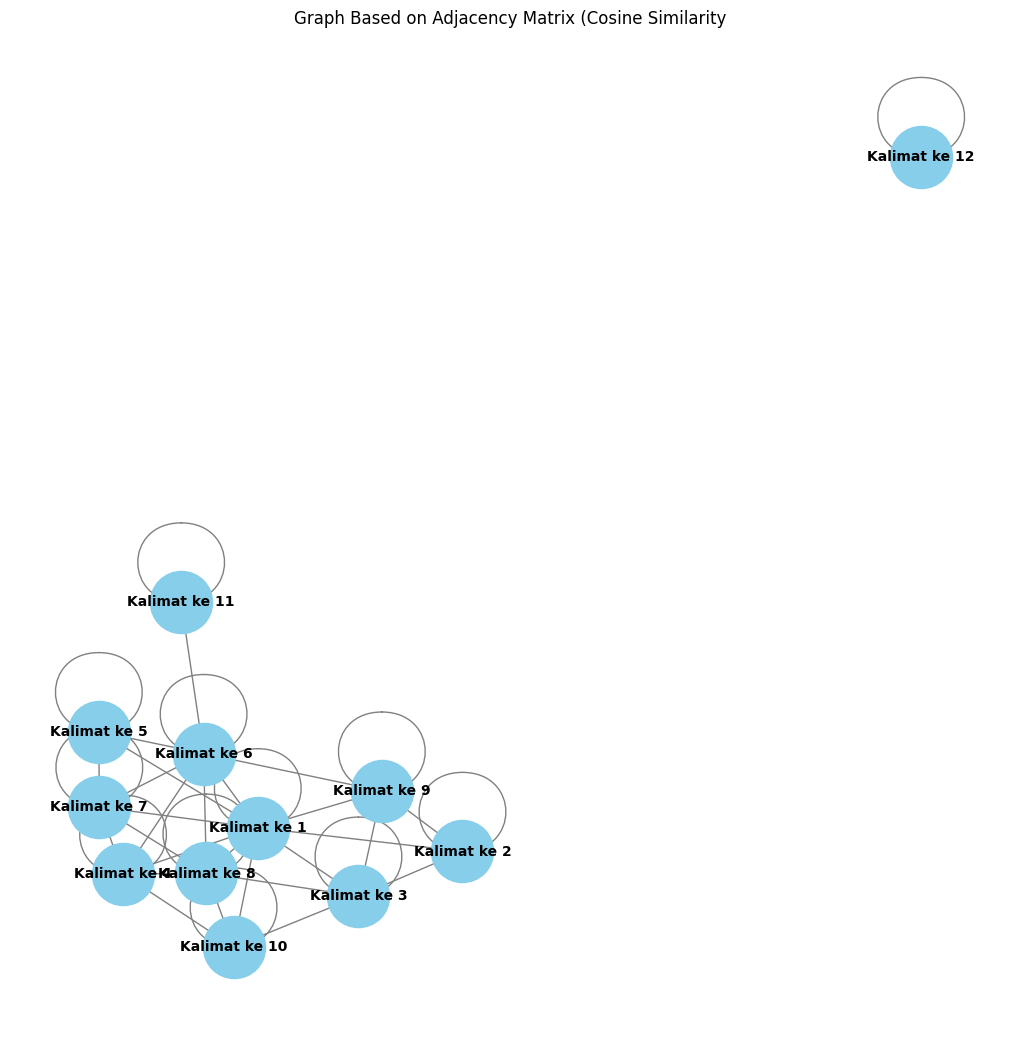 Graph Based on Adjacency Matrix (Cosine Similarity
Kalimat ke 12
Kalimat ke 11
Kalimat ke 5
Kalimat ke 6
Kalimat ke 9
Kalimat ke 7
Kalimat ke 1
Kalimat ke 2
Kalimat ke 4
Kalimat ke 8
Kalimat ke 3
Kalimat ke 10